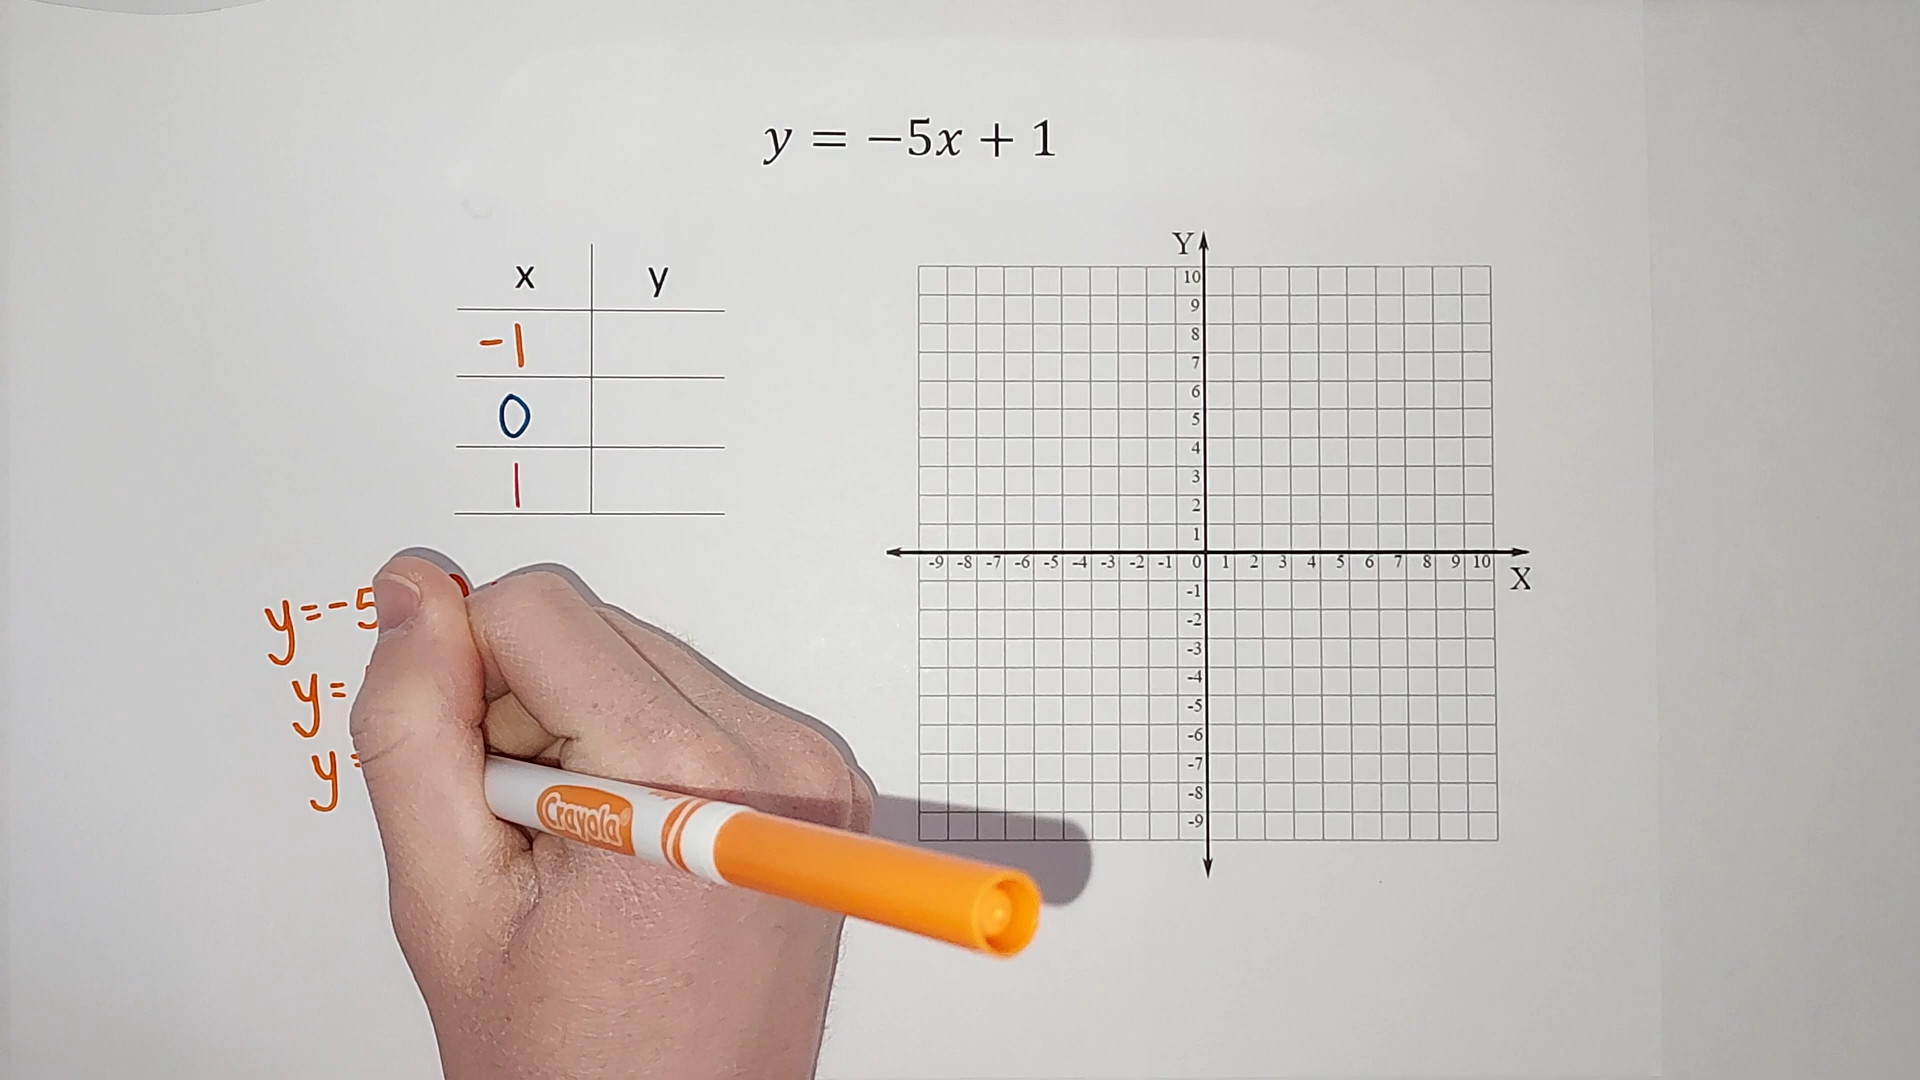 y = −5x + 1
x y
-1
0
1
y=-5
y=
y=
Crayola
Y
10
9
8
7
6
5
4
3
2
1
-9 -8 -7 -6 -5 -4 -3 -2 -1 0 1 2 3 4 5 6 7 8 9 10
X
-1
-2
-3
-4
-5
-6
-7
-8
-9